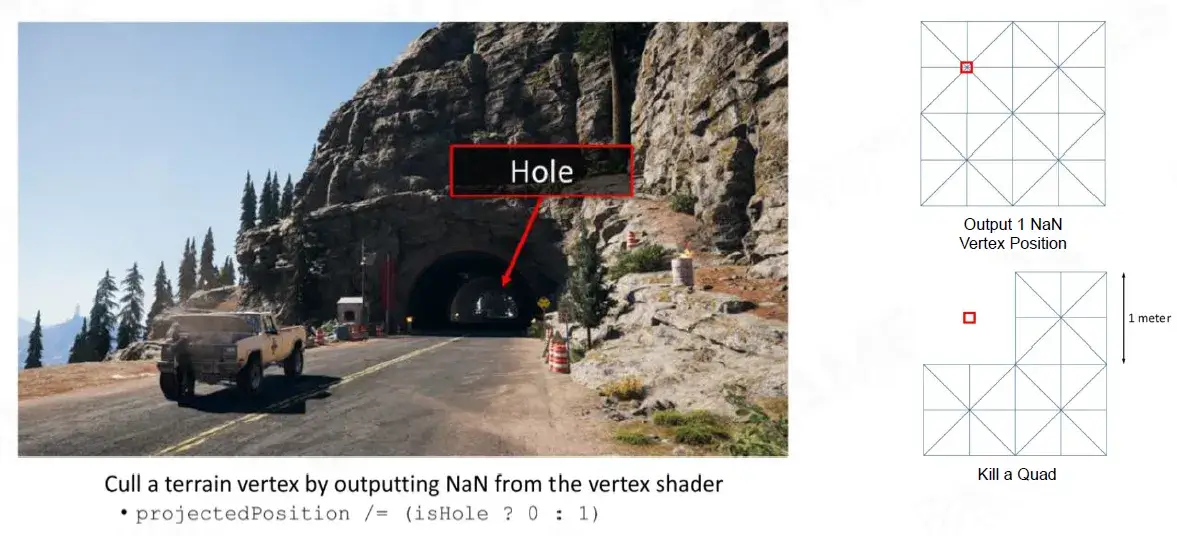 Hole
Cull a terrain vertex by outputting NaN from the vertex shader
• projectedPosition /= (isHole ? 0 : 1)
Output 1 NaN
Vertex Position
1 meter
Kill a Quad